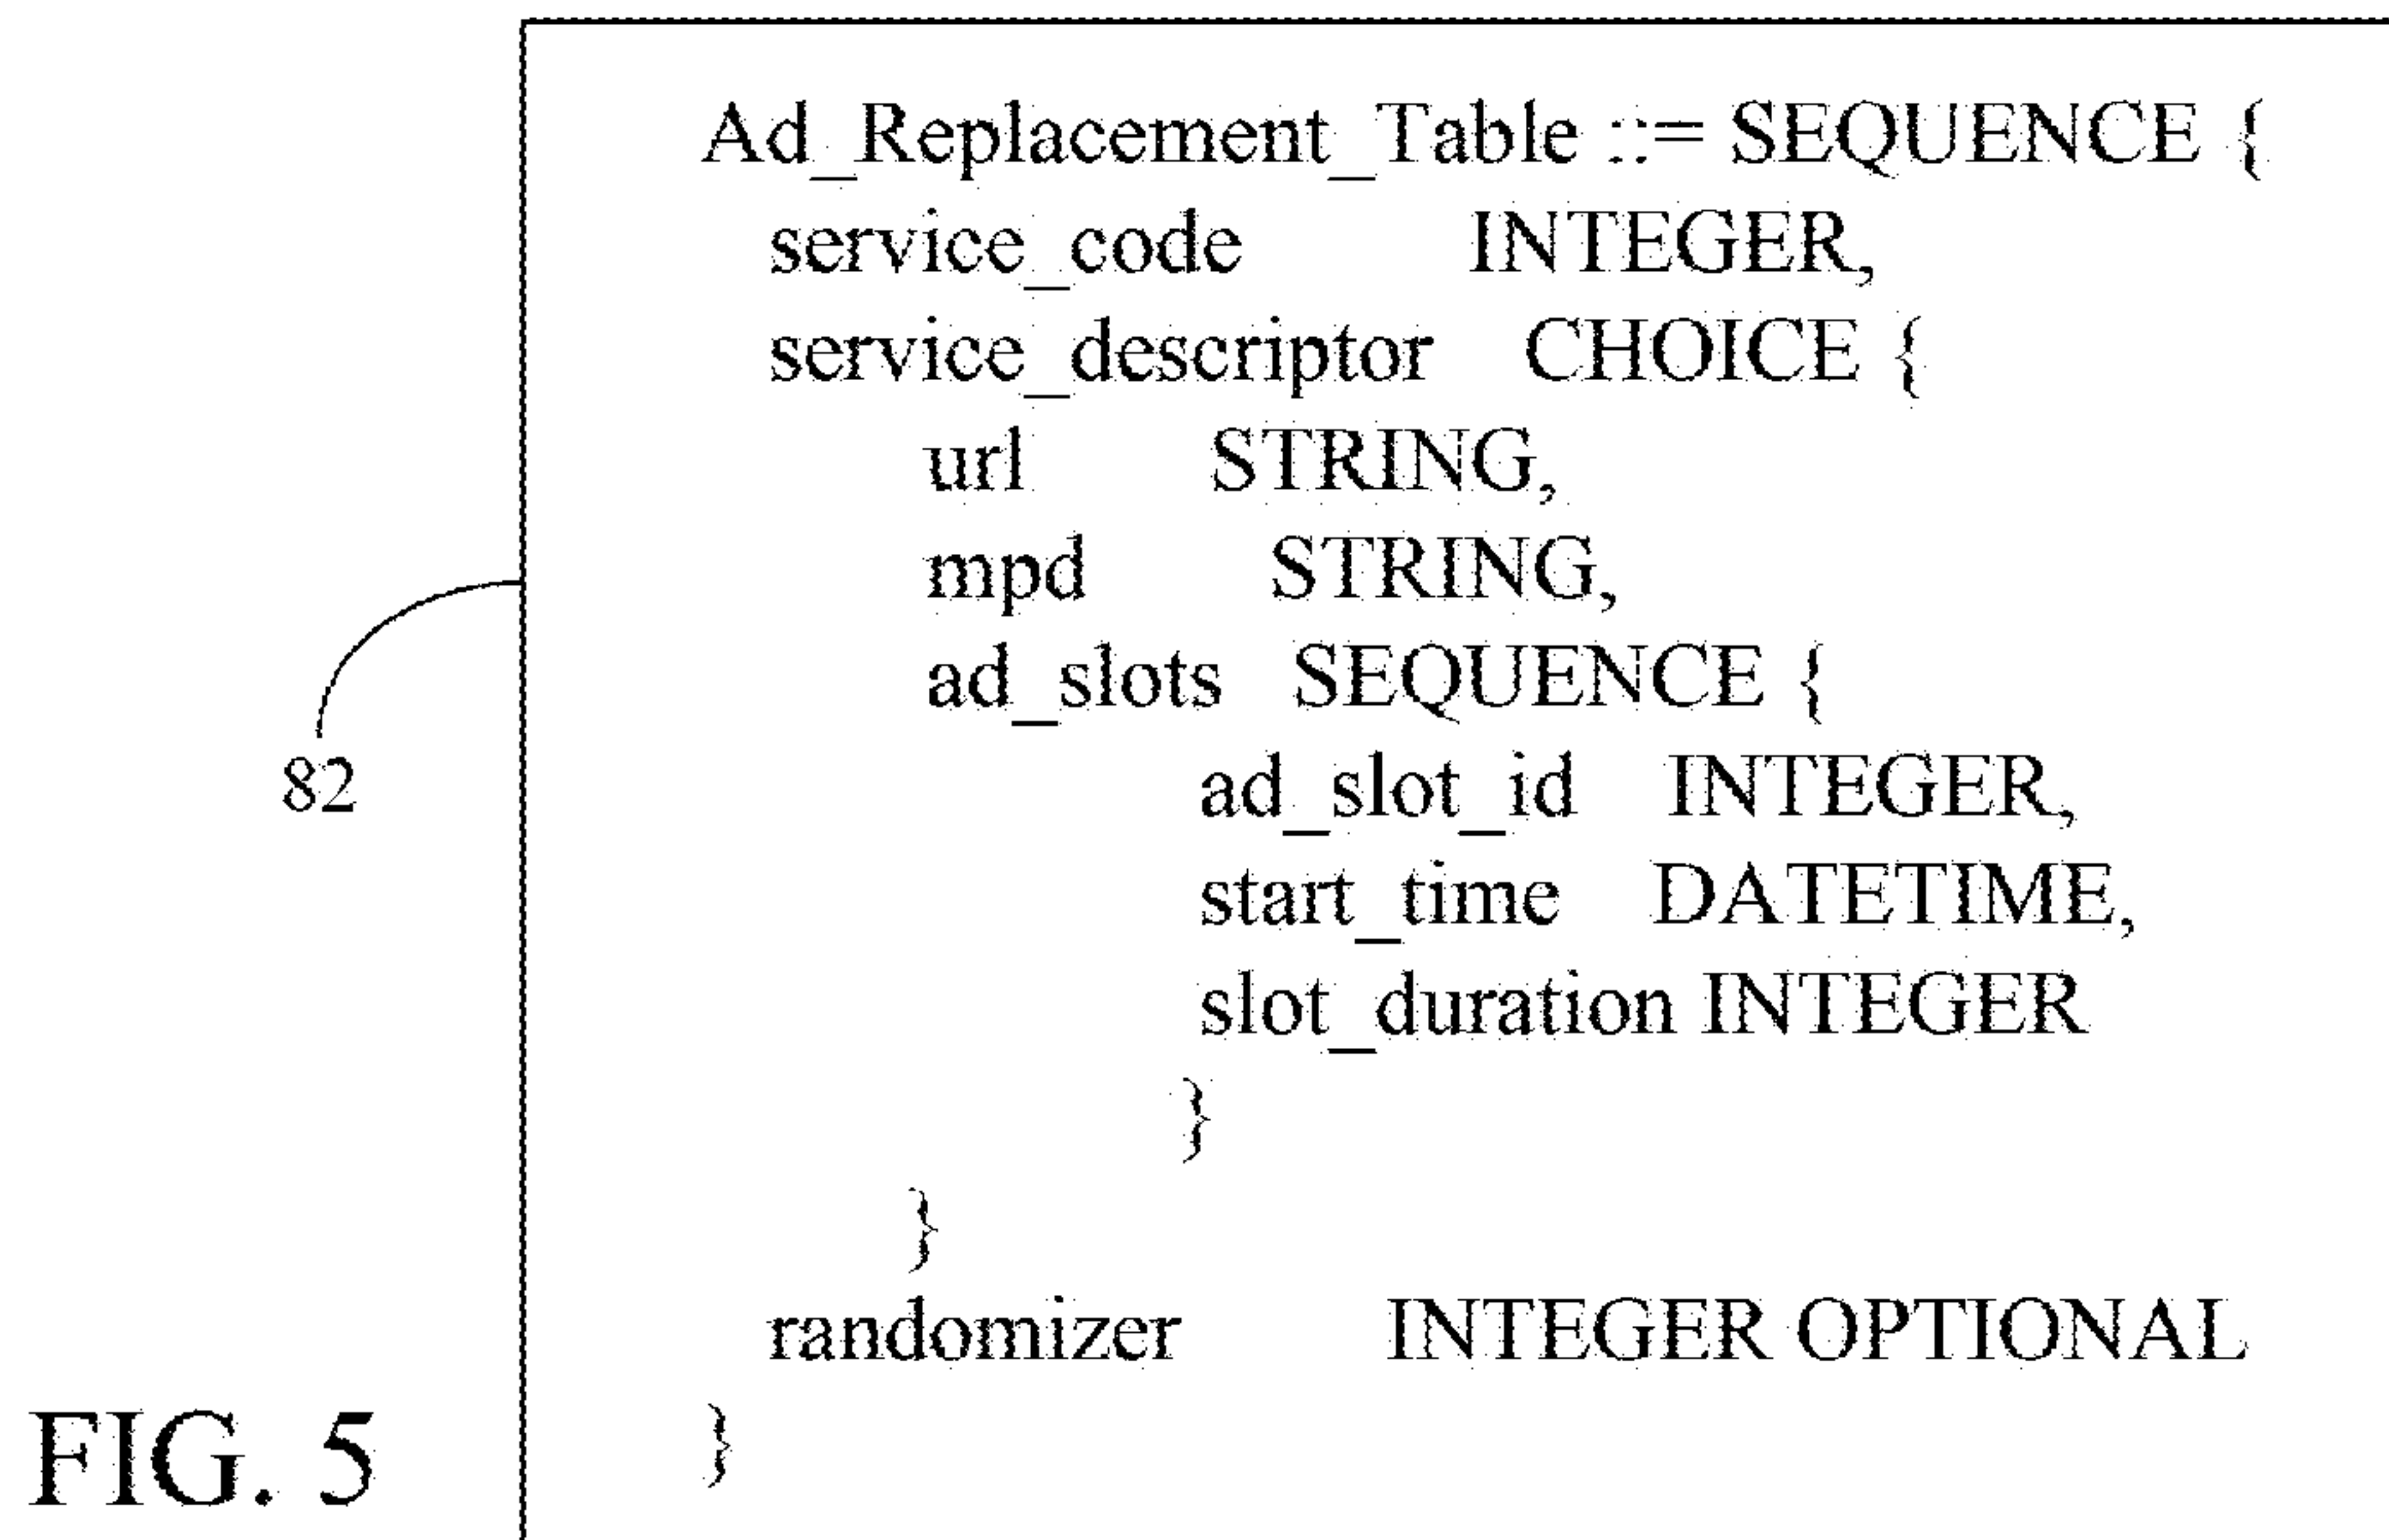 Ad_Replacement_Table ::= SEQUENCE {
service_code INTEGER,
service_descriptor CHOICE {
url STRING,
mpd STRING,
ad_slots SEQUENCE {
ad_slot_id INTEGER,
start_time DATETIME,
slot_duration INTEGER
}
}
randomizer INTEGER OPTIONAL
}
82
FIG. 5